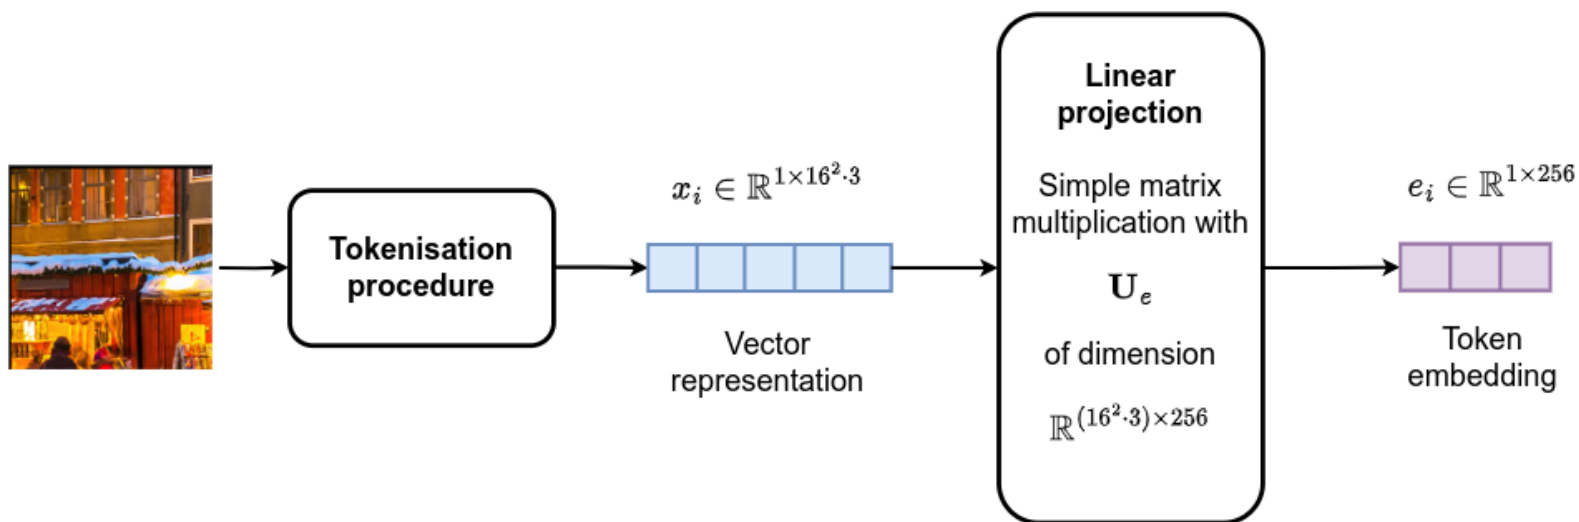 Tokenisation
procedure
x_i ∈ ℝ^{1×16²·3}
Vector
representation
Linear
projection
Simple matrix
multiplication with
U_e
of dimension
ℝ^{(16²·3)×256}
e_i ∈ ℝ^{1×256}
Token
embedding